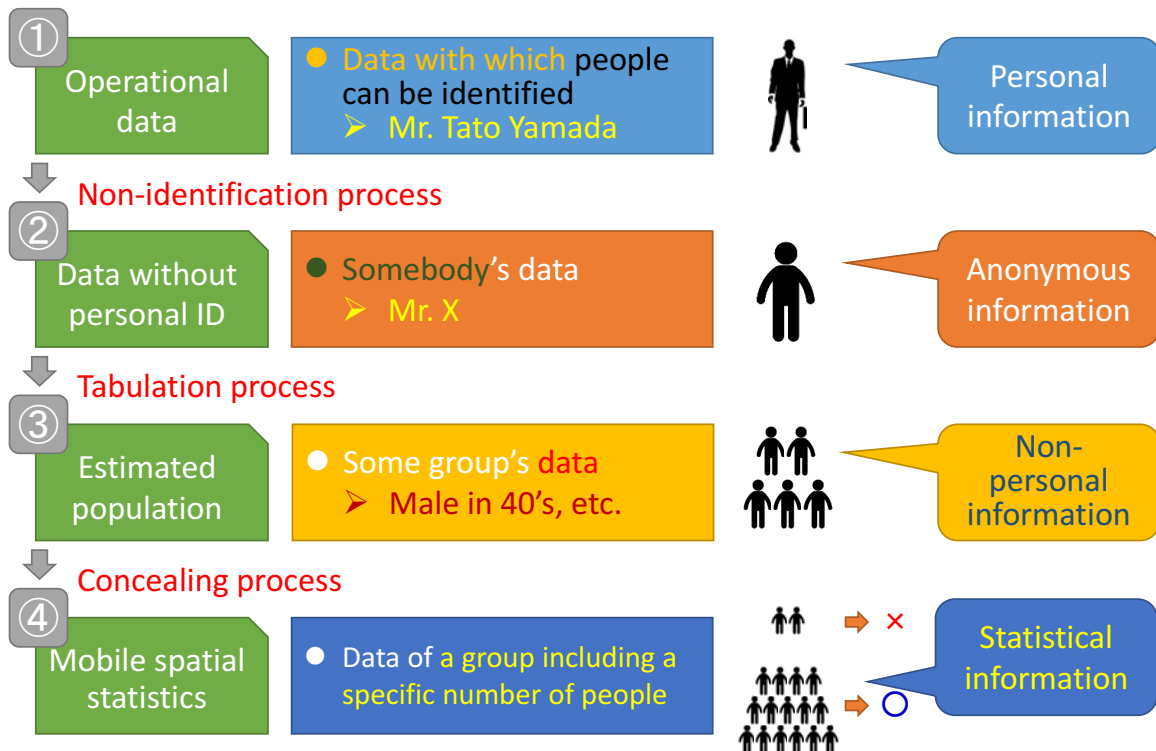 ①
Operational
data
● Data with which people
can be identified
➢ Mr. Tato Yamada
Personal
information
Non-identification process
②
Data without
personal ID
● Somebody's data
➢ Mr. X
Anonymous
information
Tabulation process
③
Estimated
population
● Some group's data
➢ Male in 40's, etc.
Non-
personal
information
Concealing process
④
Mobile spatial
statistics
● Data of a group including a
specific number of people
×
○
Statistical
information